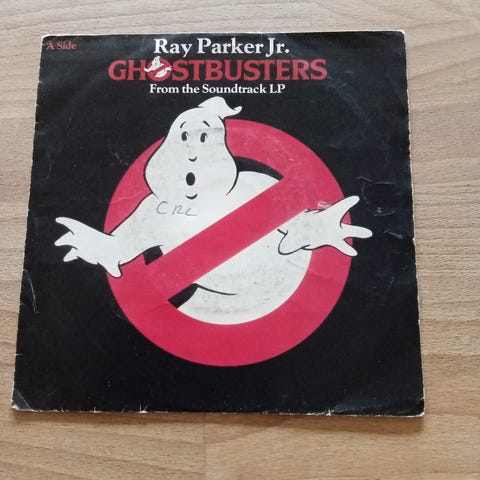 A Side
Ray Parker Jr.
GHOSTBUSTERS
From the Soundtrack LP